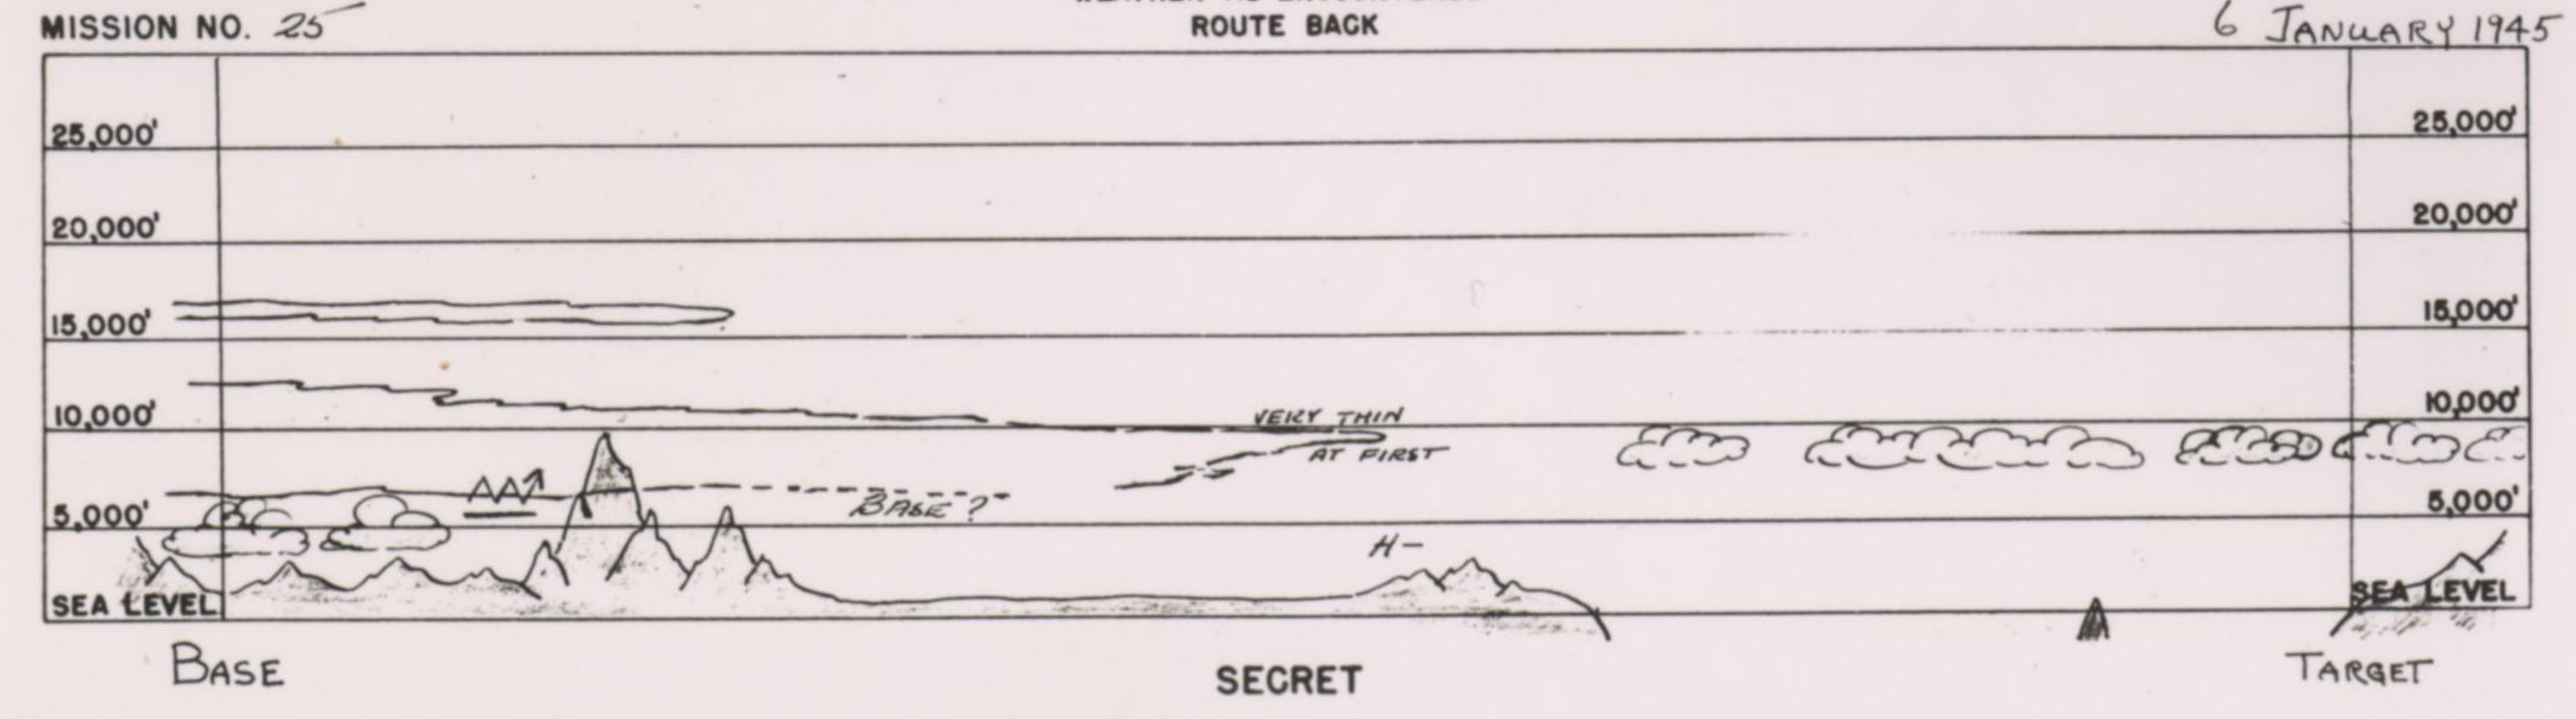 MISSION NO. 25
ROUTE BACK
6 JANUARY 1945
25,000' 25,000'
20,000' 20,000'
15,000' 15,000'
10,000' 10,000'
VERY THIN
AT FIRST
BASE ?
5,000' 5,000'
H-
SEA LEVEL SEA LEVEL
BASE
SECRET
TARGET